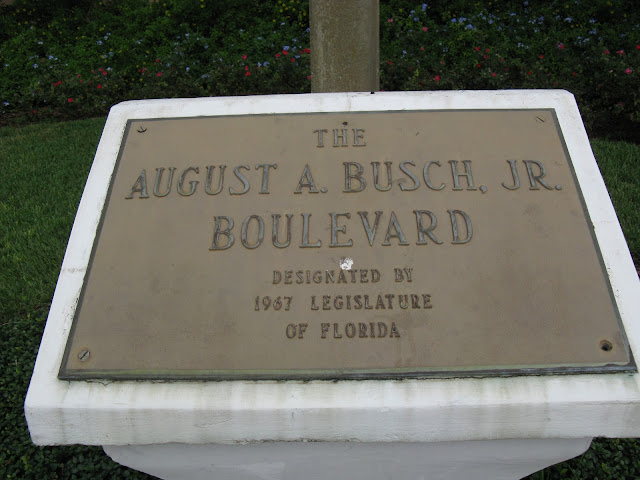 THE
AUGUST A. BUSCH, JR.
BOULEVARD
DESIGNATED BY
1967 LEGISLATURE
OF FLORIDA